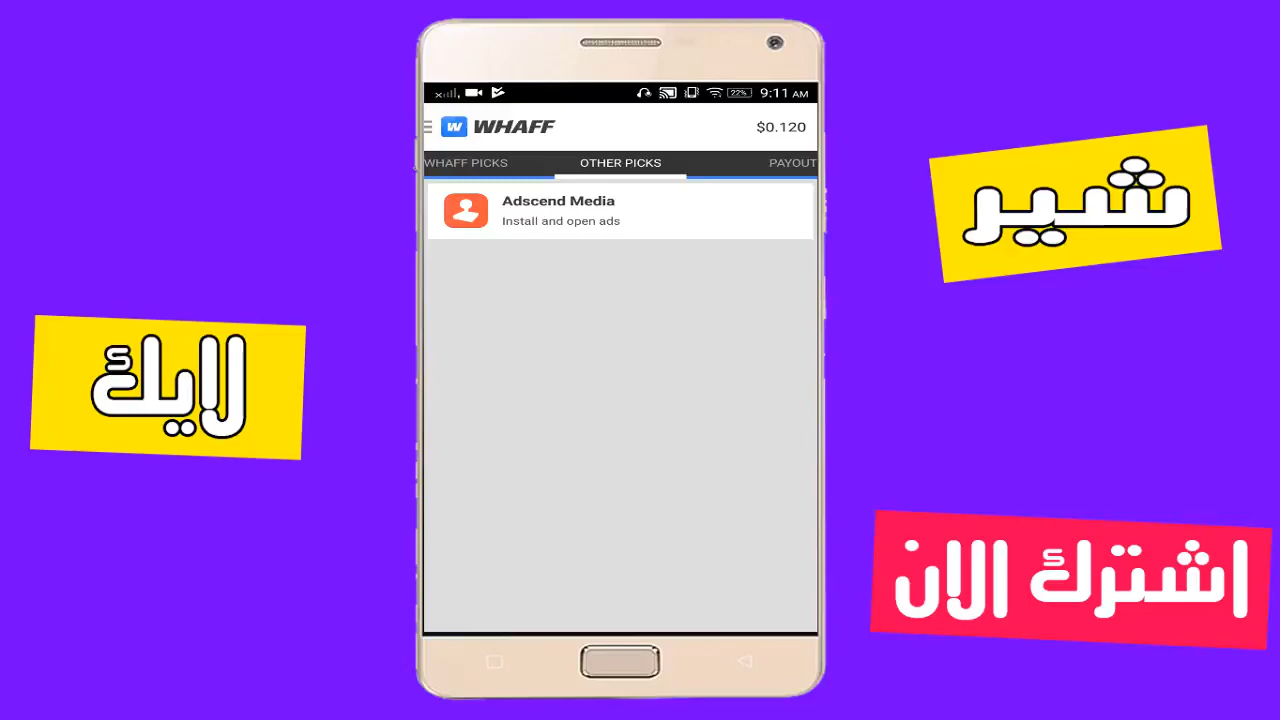 22%
9:11 AM
W WHAFF
$0.120
WHAFF PICKS
OTHER PICKS
PAYOUT
Adscend Media
Install and open ads
شير
لايك
اشترك الان